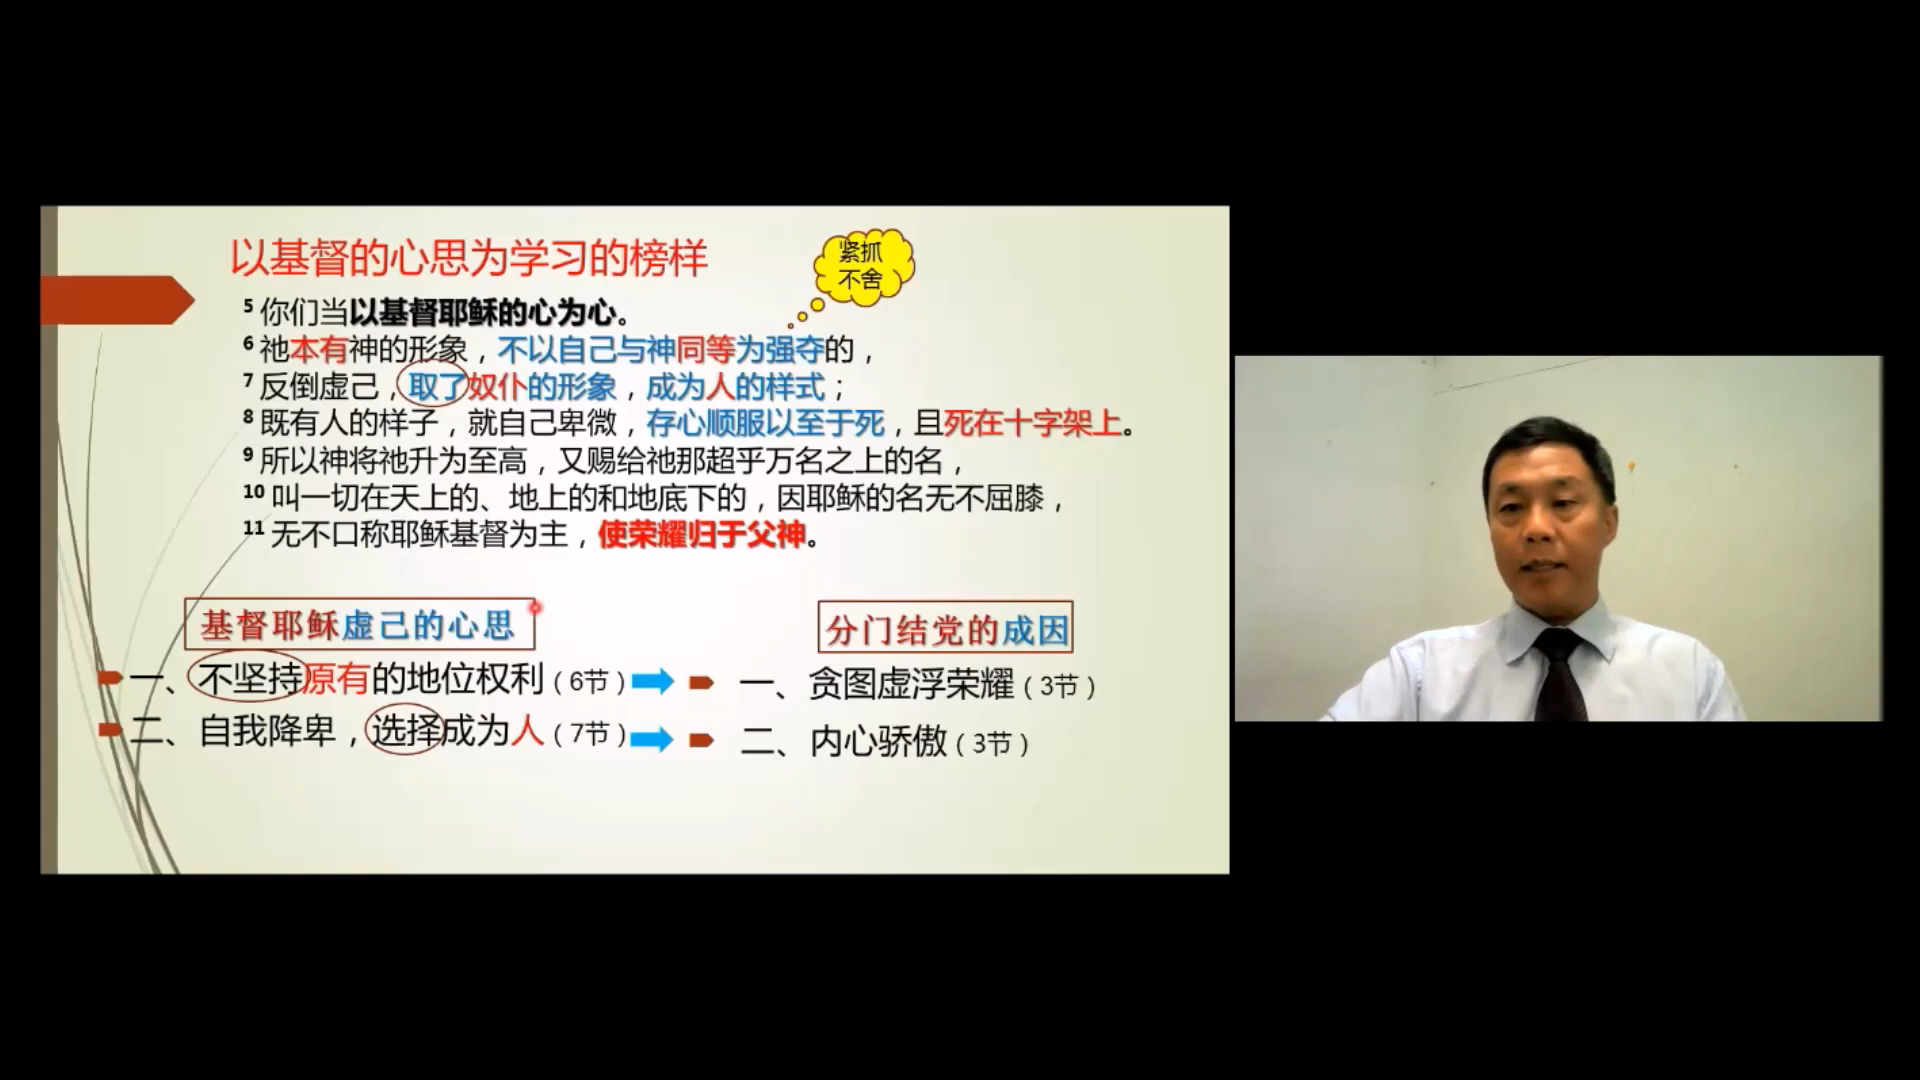 以基督的心思为学习的榜样
紧抓
不舍
5 你们当以基督耶稣的心为心。
6 祂本有神的形象，不以自己与神同等为强夺的，
7 反倒虚己，取了奴仆的形象，成为人的样式；
8 既有人的样子，就自己卑微，存心顺服以至于死，且死在十字架上。
9 所以神将祂升为至高，又赐给祂那超乎万名之上的名，
10 叫一切在天上的、地上的和地底下的，因耶稣的名无不屈膝，
11 无不口称耶稣基督为主，使荣耀归于父神。
基督耶稣虚己的心思
一、不坚持原有的地位权利（6节）
二、自我降卑，选择成为人（7节）
分门结党的成因
一、贪图虚浮荣耀（3节）
二、内心骄傲（3节）